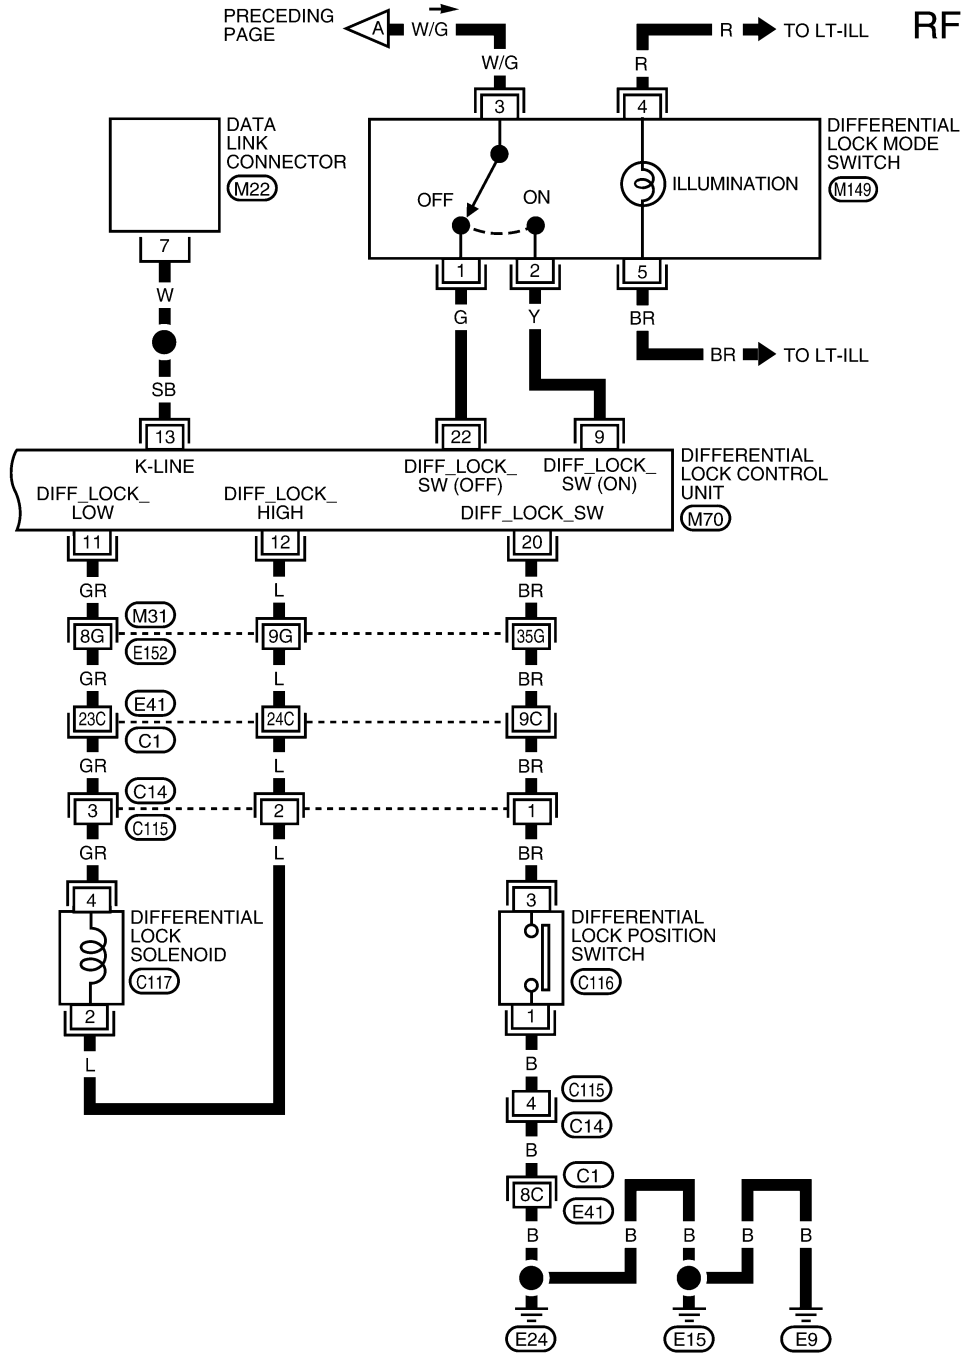 PRECEDING
PAGE
A
W/G
R
TO LT-ILL
RF
W/G
R
3
4
DATA
LINK
CONNECTOR
M22
DIFFERENTIAL
LOCK MODE
SWITCH
M149
ILLUMINATION
OFF
ON
7
1
2
5
W
G
Y
BR
BR
TO LT-ILL
SB
13
22
9
K-LINE
DIFF_LOCK_
SW (OFF)
DIFF_LOCK_
SW (ON)
DIFFERENTIAL
LOCK CONTROL
UNIT
M70
DIFF_LOCK_
LOW
DIFF_LOCK_
HIGH
DIFF_LOCK_SW
11
12
20
GR
L
BR
M31
8G
9G
35G
E152
GR
L
BR
E41
23C
24C
9C
C1
GR
L
BR
C14
3
2
1
C115
GR
L
BR
4
3
DIFFERENTIAL
LOCK
SOLENOID
C117
DIFFERENTIAL
LOCK POSITION
SWITCH
C116
2
1
L
B
C115
4
C14
B
C1
8C
E41
B
B
B
B
B
E24
E15
E9